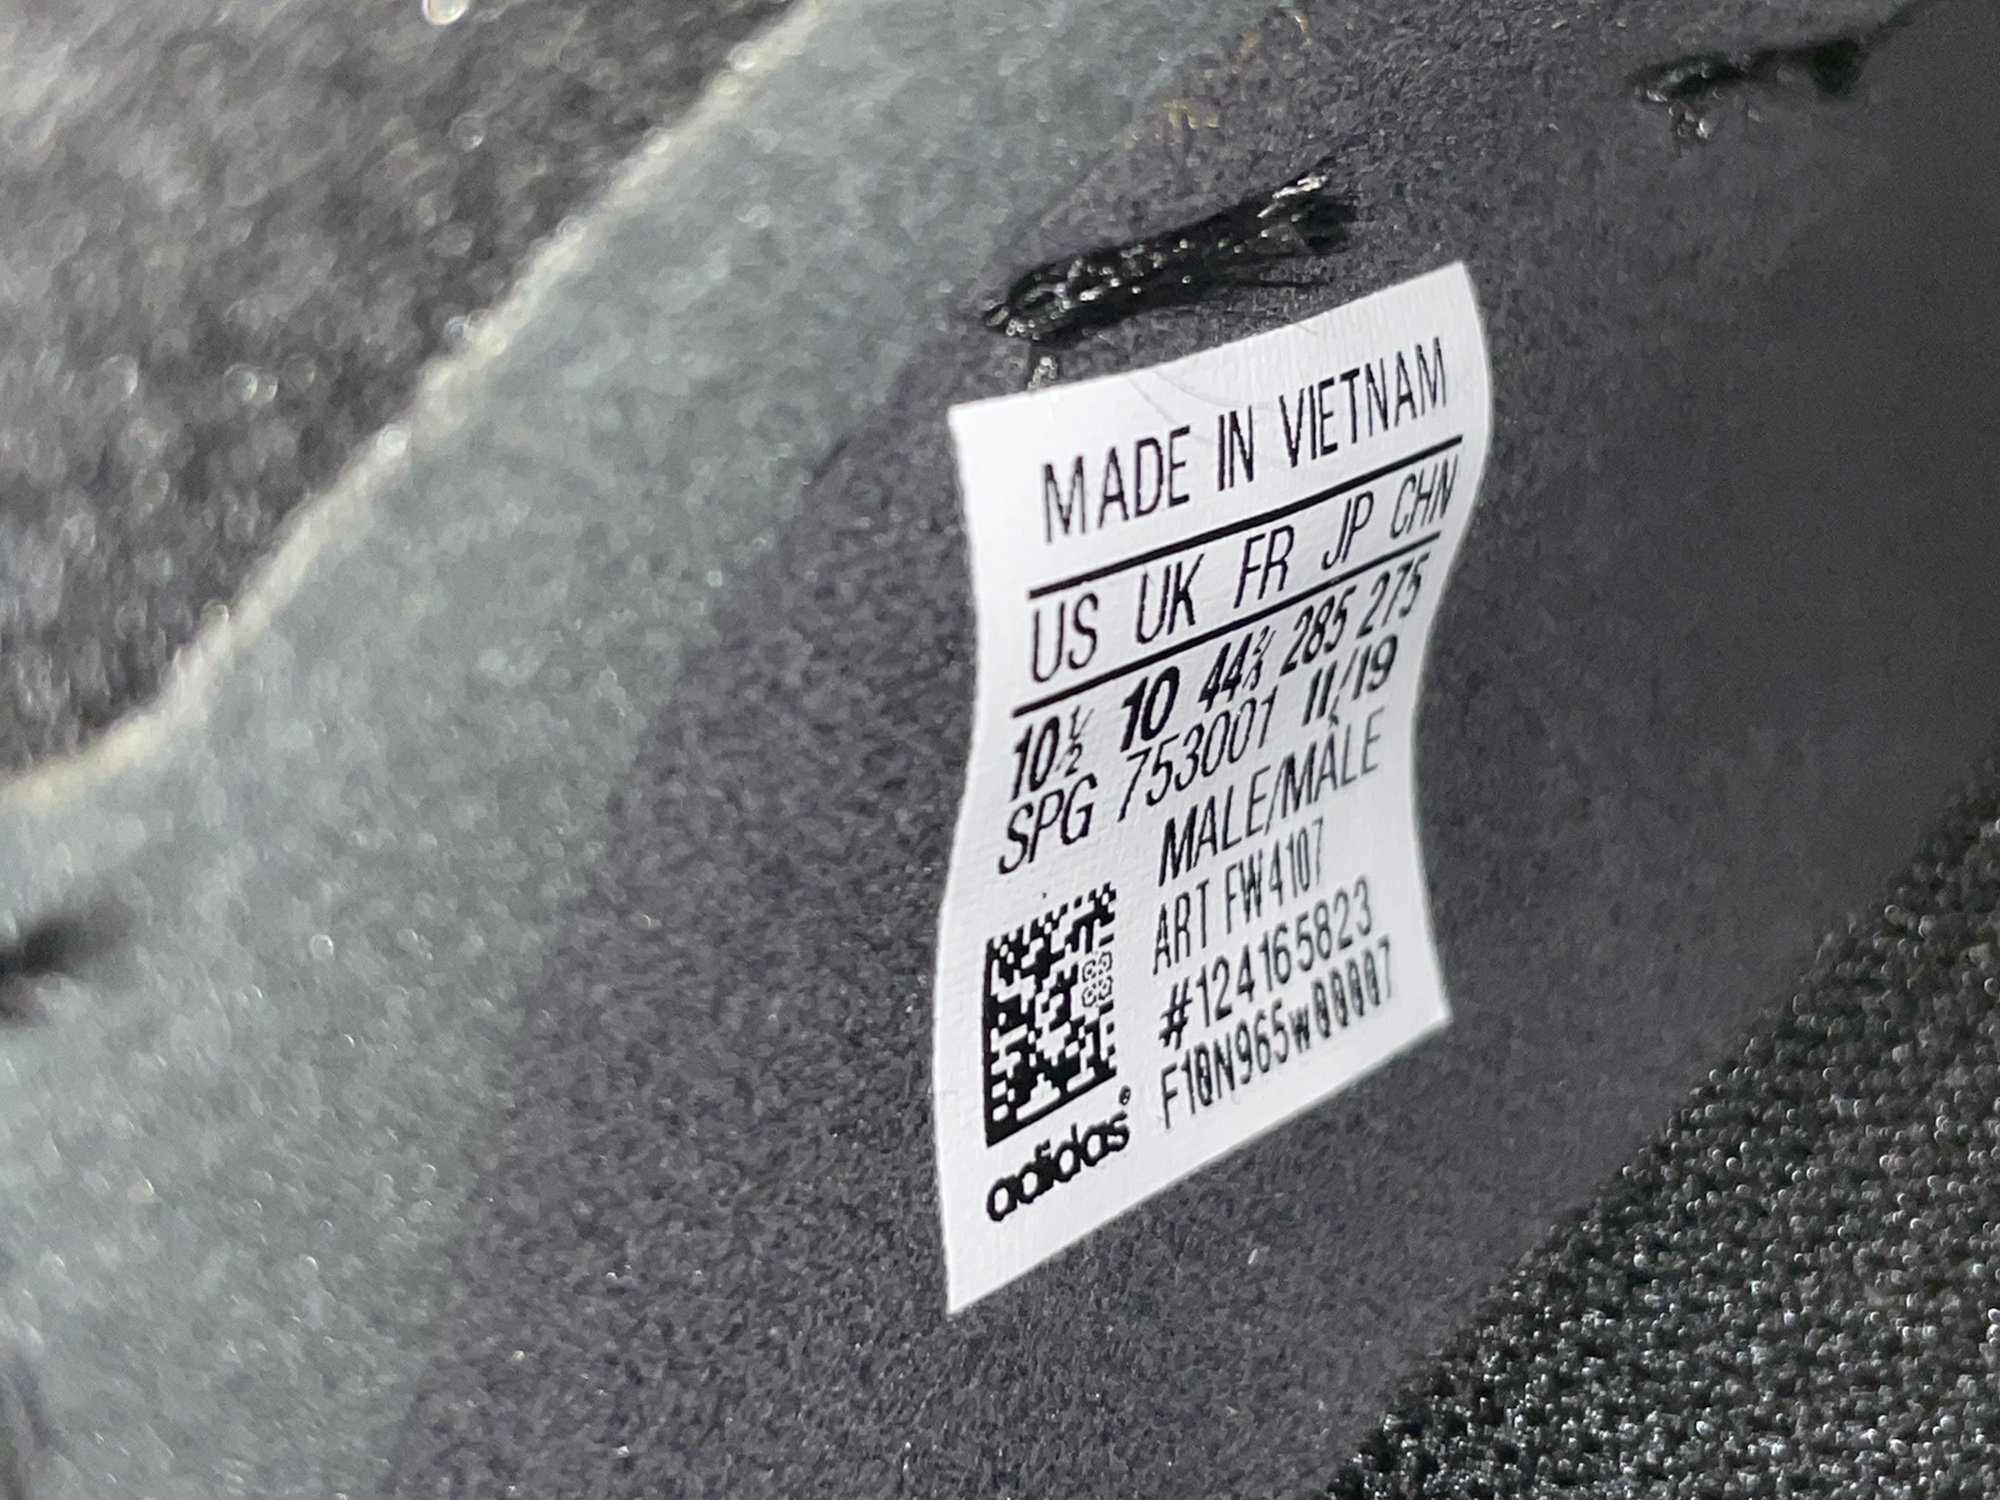 MADE IN VIETNAM
US UK FR JP CHN
10½ 10 44⅔ 285 275
SPG 753001 11/19
MALE/MÂLE
ART FW4107
#124165823
F10N965w00007
adidas®